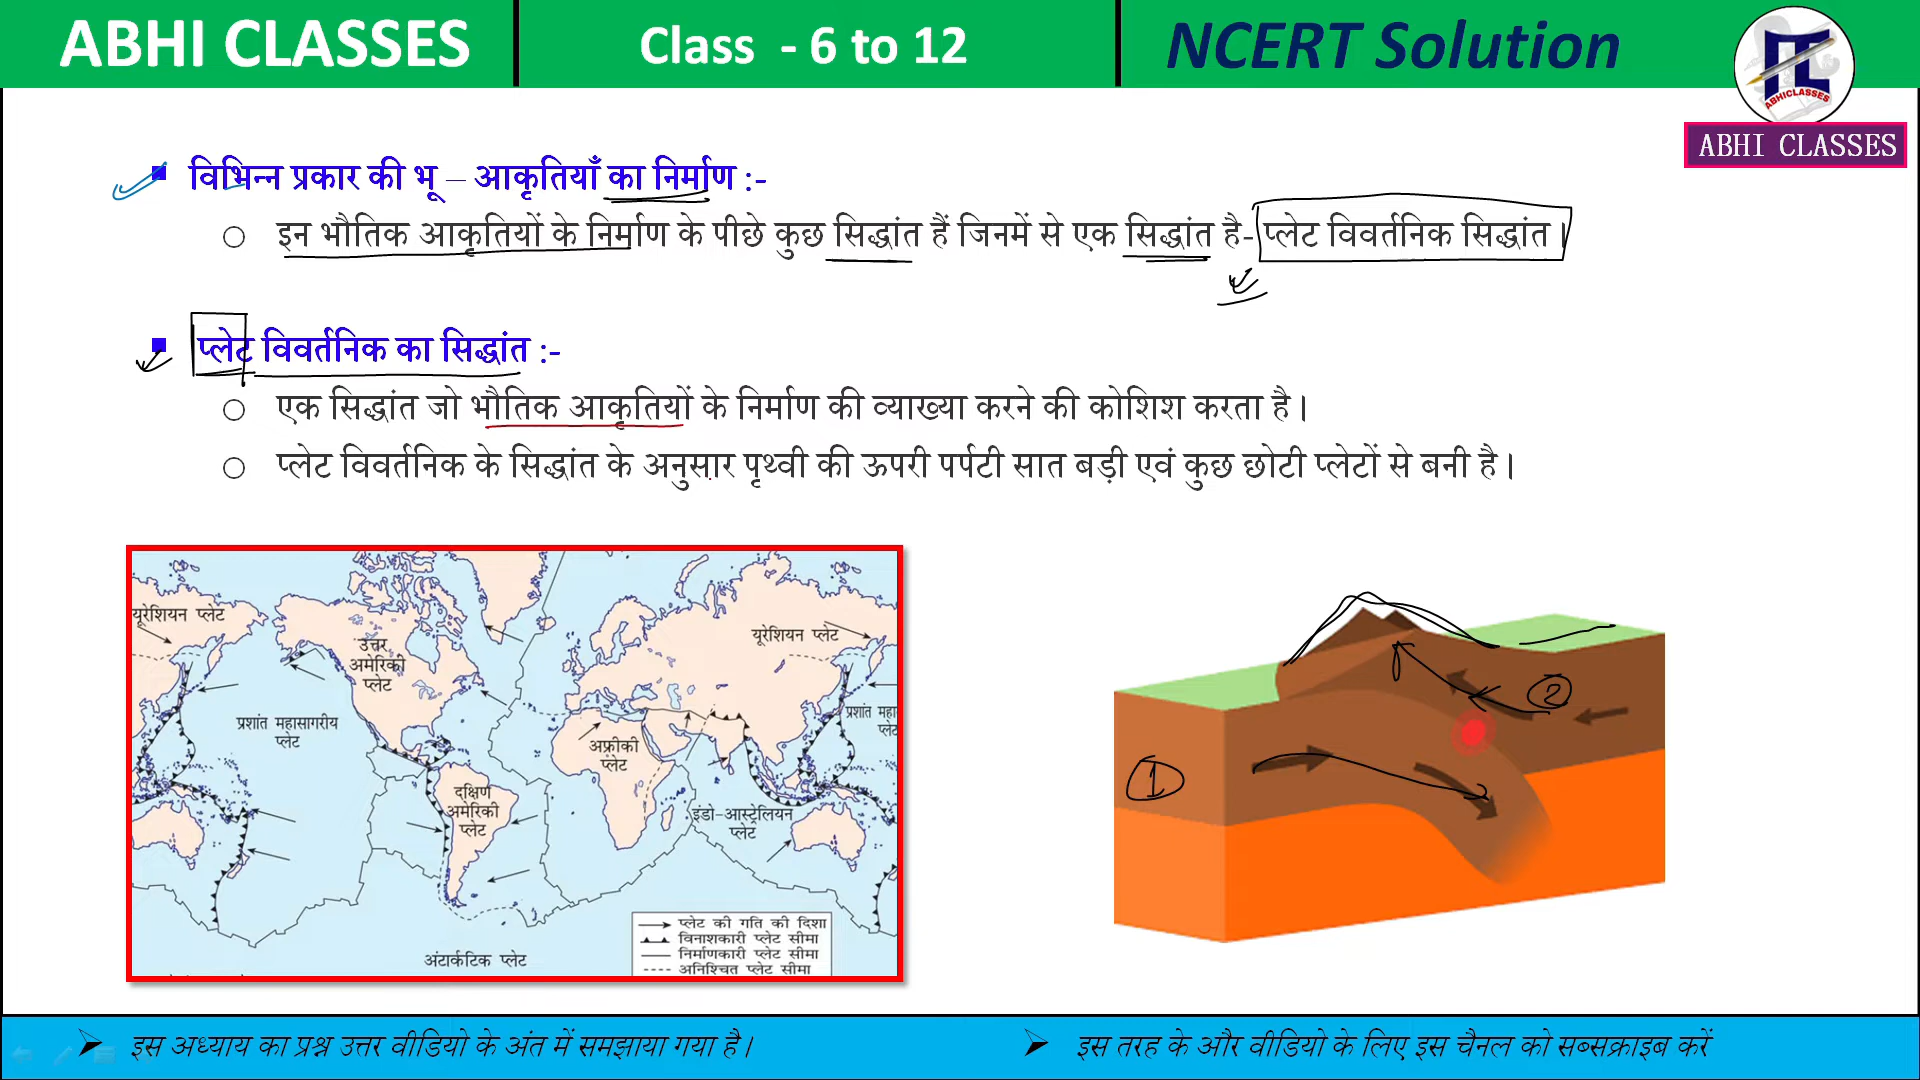 ABHI CLASSES
Class - 6 to 12
NCERT Solution
ABHICLASSES
ABHI CLASSES
विभिन्न प्रकार की भू – आकृतियाँ का निर्माण :-
इन भौतिक आकृतियों के निर्माण के पीछे कुछ सिद्धांत हैं जिनमें से एक सिद्धांत है- प्लेट विवर्तनिक सिद्धांत।
प्लेट विवर्तनिक का सिद्धांत :-
एक सिद्धांत जो भौतिक आकृतियों के निर्माण की व्याख्या करने की कोशिश करता है।
प्लेट विवर्तनिक के सिद्धांत के अनुसार पृथ्वी की ऊपरी पर्पटी सात बड़ी एवं कुछ छोटी प्लेटों से बनी है।
यूरेशियन प्लेट
उत्तर
अमेरिकी
प्लेट
यूरेशियन प्लेट
प्रशांत महासागरीय
प्लेट
प्रशांत महा
प्ले
अफ्रीकी
प्लेट
दक्षिण
अमेरिकी
प्लेट
इंडो-आस्ट्रेलियन
प्लेट
अंटार्कटिक प्लेट
प्लेट की गति की दिशा
विनाशकारी प्लेट सीमा
निर्माणकारी प्लेट सीमा
अनिश्चित प्लेट सीमा
2
1
इस अध्याय का प्रश्न उत्तर वीडियो के अंत में समझाया गया है।
इस तरह के और वीडियो के लिए इस चैनल को सब्सक्राइब करें